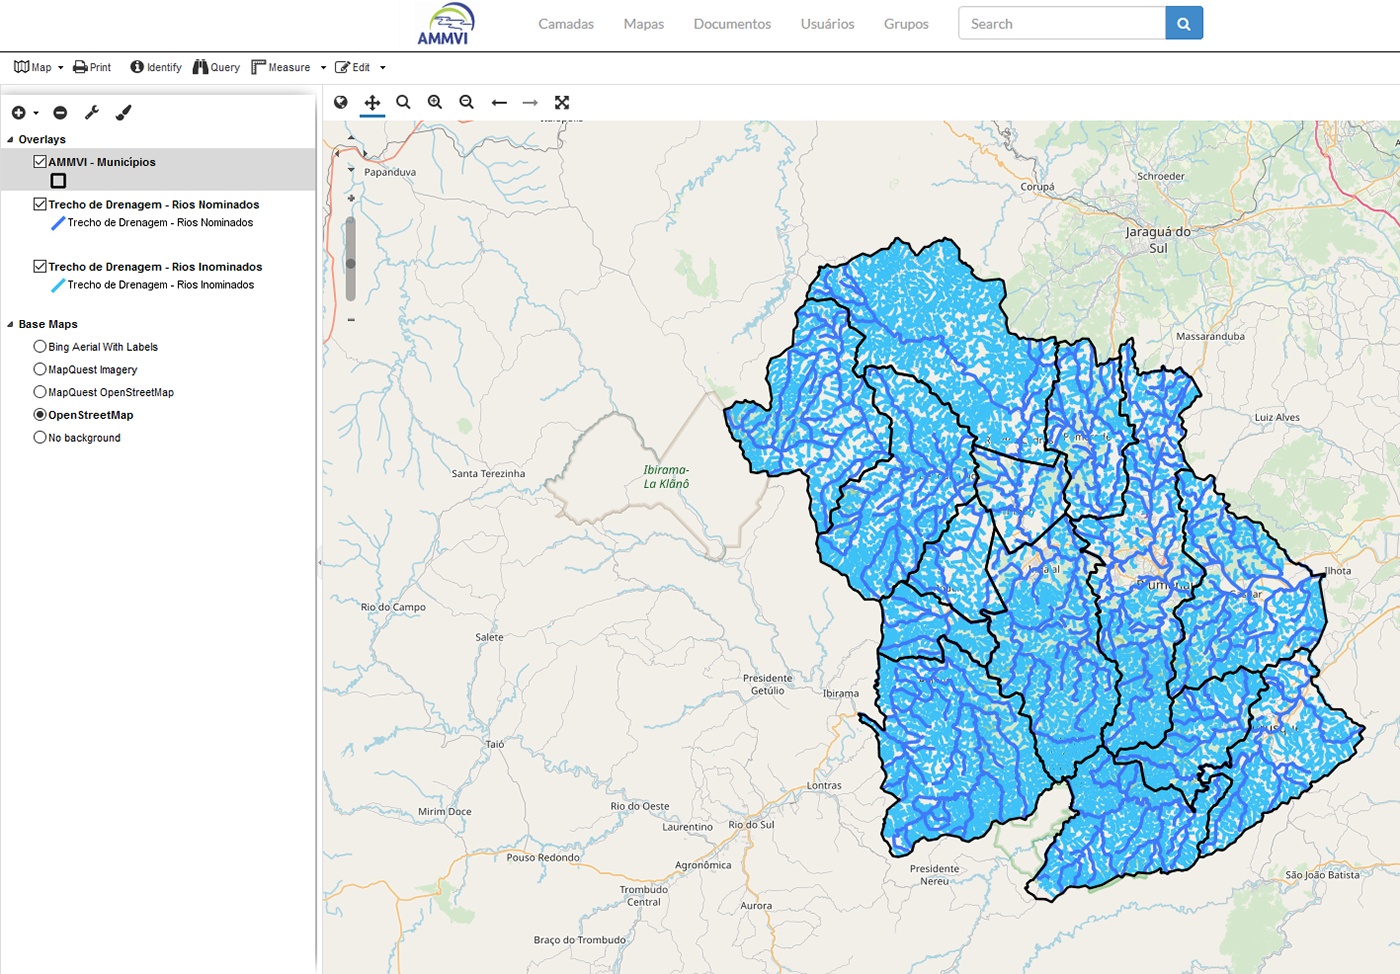 AMMVI
Camadas
Mapas
Documentos
Usuários
Grupos
Search
Map
Print
Identify
Query
Measure
Edit
Overlays
AMMVI - Municípios
Trecho de Drenagem - Rios Nominados
Trecho de Drenagem - Rios Nominados
Trecho de Drenagem - Rios Inominados
Trecho de Drenagem - Rios Inominados
Base Maps
Bing Aerial With Labels
MapQuest Imagery
MapQuest OpenStreetMap
OpenStreetMap
No background
Papanduva
Corupá
Schroeder
Jaraguá do
Sul
Massaranduba
Luiz Alves
Santa Terezinha
Ibirama-
La Klãnõ
Ilhota
Rio do Campo
Salete
Presidente
Getúlio
Ibirama
Taió
Lontras
Mirim Doce
Rio do Oeste
Laurentino
Rio do Sul
Pouso Redondo
Agronômica
Presidente
Nereu
São João Batista
Trombudo
Central
Aurora
Braço do Trombudo